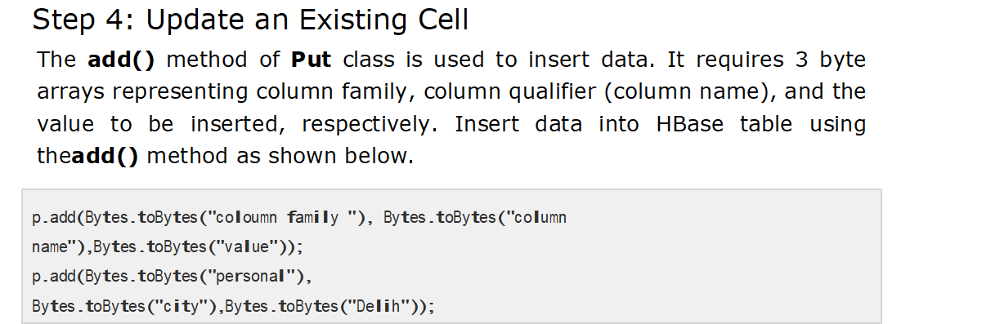 Step 4: Update an Existing Cell
The add() method of Put class is used to insert data. It requires 3 byte
arrays representing column family, column qualifier (column name), and the
value to be inserted, respectively. Insert data into HBase table using
theadd() method as shown below.
p.add(Bytes.toBytes("coloumn family "), Bytes.toBytes("column
name"),Bytes.toBytes("value"));
p.add(Bytes.toBytes("personal"),
Bytes.toBytes("city"),Bytes.toBytes("Delih"));